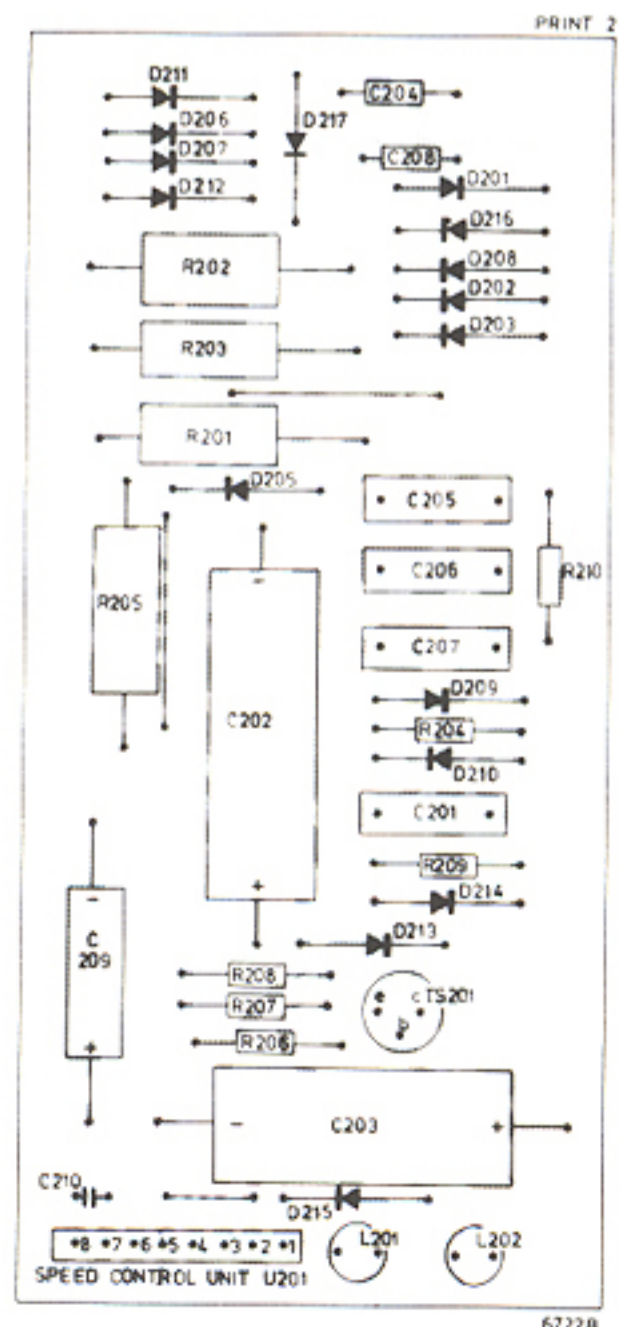 PRINT 2
D211
D206
D207
D212
D217
C204
C208
D201
D216
D208
D202
D203
R202
R203
R201
D205
C205
C206
C207
R210
R205
-
C202
+
D209
R204
D210
C201
R209
D214
D213
-
C
209
+
R208
R207
R206
e c TS201
b
- C203 +
C210
D215
L201
L202
8 7 6 5 4 3 2 1
SPEED CONTROL UNIT U201
6722B